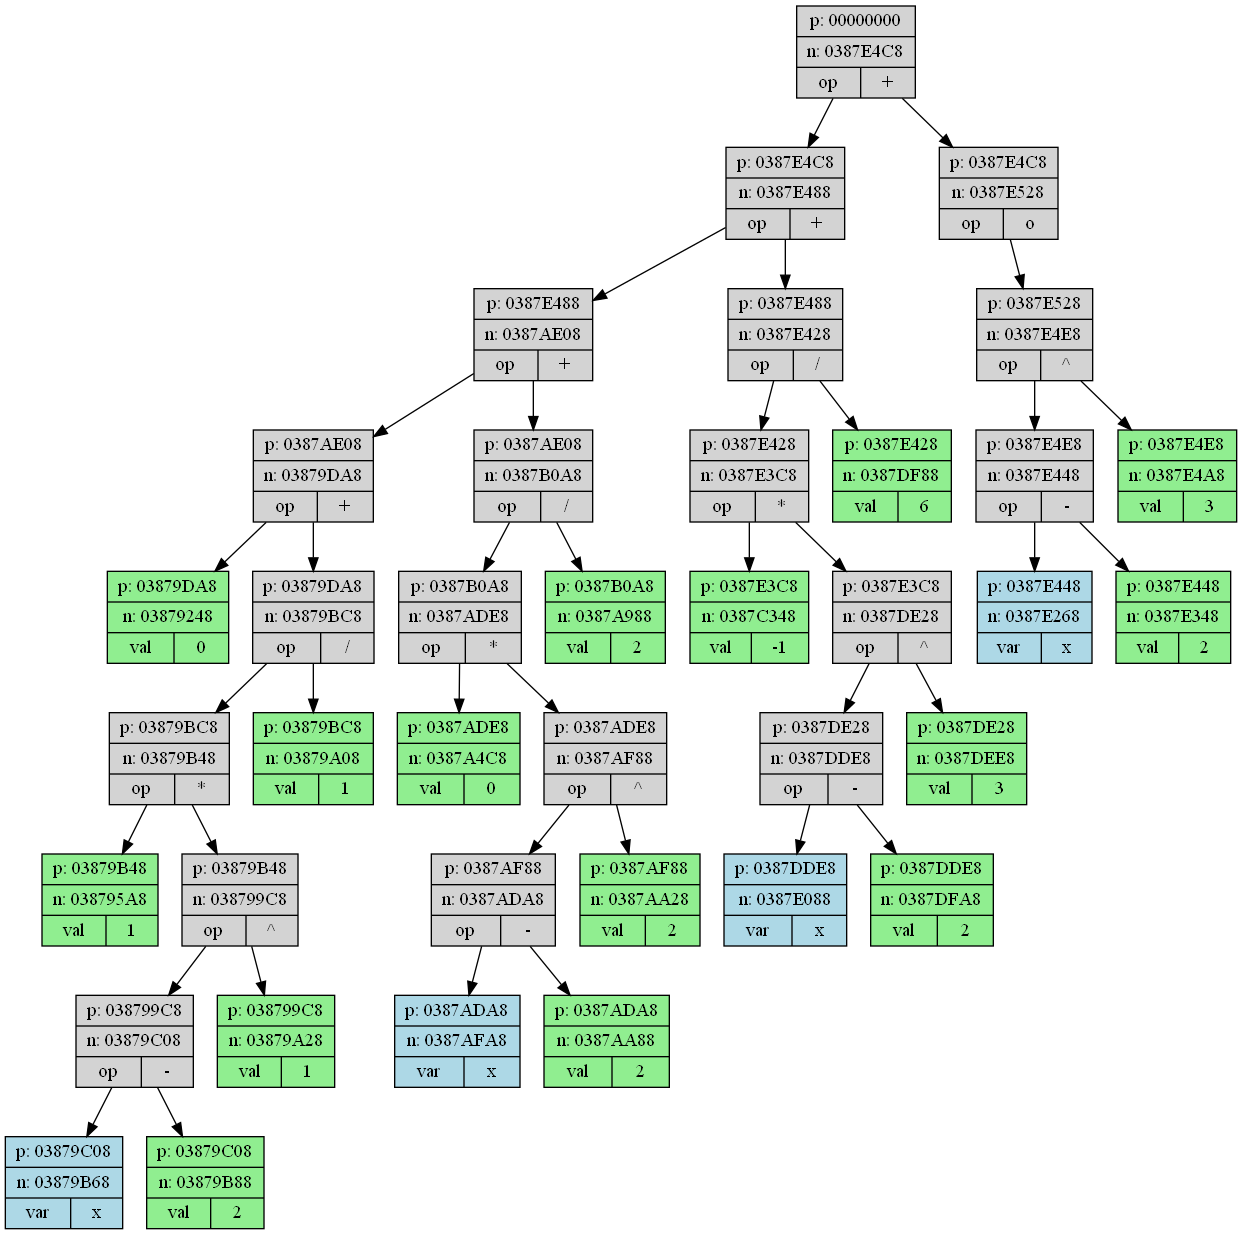 p: 00000000
n: 0387E4C8
op +
p: 0387E4C8
n: 0387E488
op +
p: 0387E4C8
n: 0387E528
op o
p: 0387E488
n: 0387AE08
op +
p: 0387E488
n: 0387E428
op /
p: 0387E528
n: 0387E4E8
op ^
p: 0387AE08
n: 03879DA8
op +
p: 0387AE08
n: 0387B0A8
op /
p: 0387E428
n: 0387E3C8
op *
p: 0387E428
n: 0387DF88
val 6
p: 0387E4E8
n: 0387E448
op -
p: 0387E4E8
n: 0387E4A8
val 3
p: 03879DA8
n: 03879248
val 0
p: 03879DA8
n: 03879BC8
op /
p: 0387B0A8
n: 0387ADE8
op *
p: 0387B0A8
n: 0387A988
val 2
p: 0387E3C8
n: 0387C348
val -1
p: 0387E3C8
n: 0387DE28
op ^
p: 0387E448
n: 0387E268
var x
p: 0387E448
n: 0387E348
val 2
p: 03879BC8
n: 03879B48
op *
p: 03879BC8
n: 03879A08
val 1
p: 0387ADE8
n: 0387A4C8
val 0
p: 0387ADE8
n: 0387AF88
op ^
p: 0387DE28
n: 0387DDE8
op -
p: 0387DE28
n: 0387DEE8
val 3
p: 03879B48
n: 038795A8
val 1
p: 03879B48
n: 038799C8
op ^
p: 0387AF88
n: 0387ADA8
op -
p: 0387AF88
n: 0387AA28
val 2
p: 0387DDE8
n: 0387E088
var x
p: 0387DDE8
n: 0387DFA8
val 2
p: 038799C8
n: 03879C08
op -
p: 038799C8
n: 03879A28
val 1
p: 0387ADA8
n: 0387AFA8
var x
p: 0387ADA8
n: 0387AA88
val 2
p: 03879C08
n: 03879B68
var x
p: 03879C08
n: 03879B88
val 2